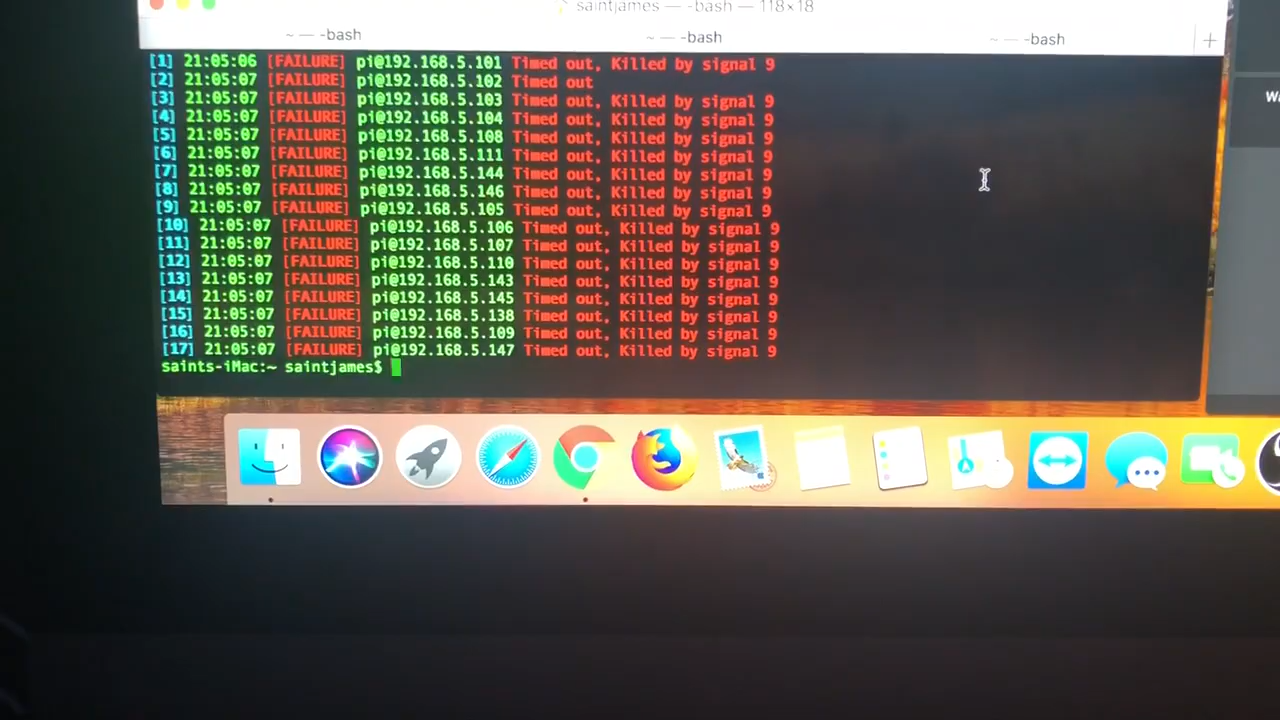 saintjames — -bash — 118×18
~ — -bash
~ — -bash
~ — -bash
+
[1] 21:05:06 [FAILURE] pi@192.168.5.101 Timed out, Killed by signal 9
[2] 21:05:07 [FAILURE] pi@192.168.5.102 Timed out
[3] 21:05:07 [FAILURE] pi@192.168.5.103 Timed out, Killed by signal 9
[4] 21:05:07 [FAILURE] pi@192.168.5.104 Timed out, Killed by signal 9
[5] 21:05:07 [FAILURE] pi@192.168.5.108 Timed out, Killed by signal 9
[6] 21:05:07 [FAILURE] pi@192.168.5.111 Timed out, Killed by signal 9
[7] 21:05:07 [FAILURE] pi@192.168.5.144 Timed out, Killed by signal 9
[8] 21:05:07 [FAILURE] pi@192.168.5.146 Timed out, Killed by signal 9
[9] 21:05:07 [FAILURE] pi@192.168.5.105 Timed out, Killed by signal 9
[10] 21:05:07 [FAILURE] pi@192.168.5.106 Timed out, Killed by signal 9
[11] 21:05:07 [FAILURE] pi@192.168.5.107 Timed out, Killed by signal 9
[12] 21:05:07 [FAILURE] pi@192.168.5.110 Timed out, Killed by signal 9
[13] 21:05:07 [FAILURE] pi@192.168.5.143 Timed out, Killed by signal 9
[14] 21:05:07 [FAILURE] pi@192.168.5.145 Timed out, Killed by signal 9
[15] 21:05:07 [FAILURE] pi@192.168.5.138 Timed out, Killed by signal 9
[16] 21:05:07 [FAILURE] pi@192.168.5.109 Timed out, Killed by signal 9
[17] 21:05:07 [FAILURE] pi@192.168.5.147 Timed out, Killed by signal 9
saints-iMac:~ saintjames$